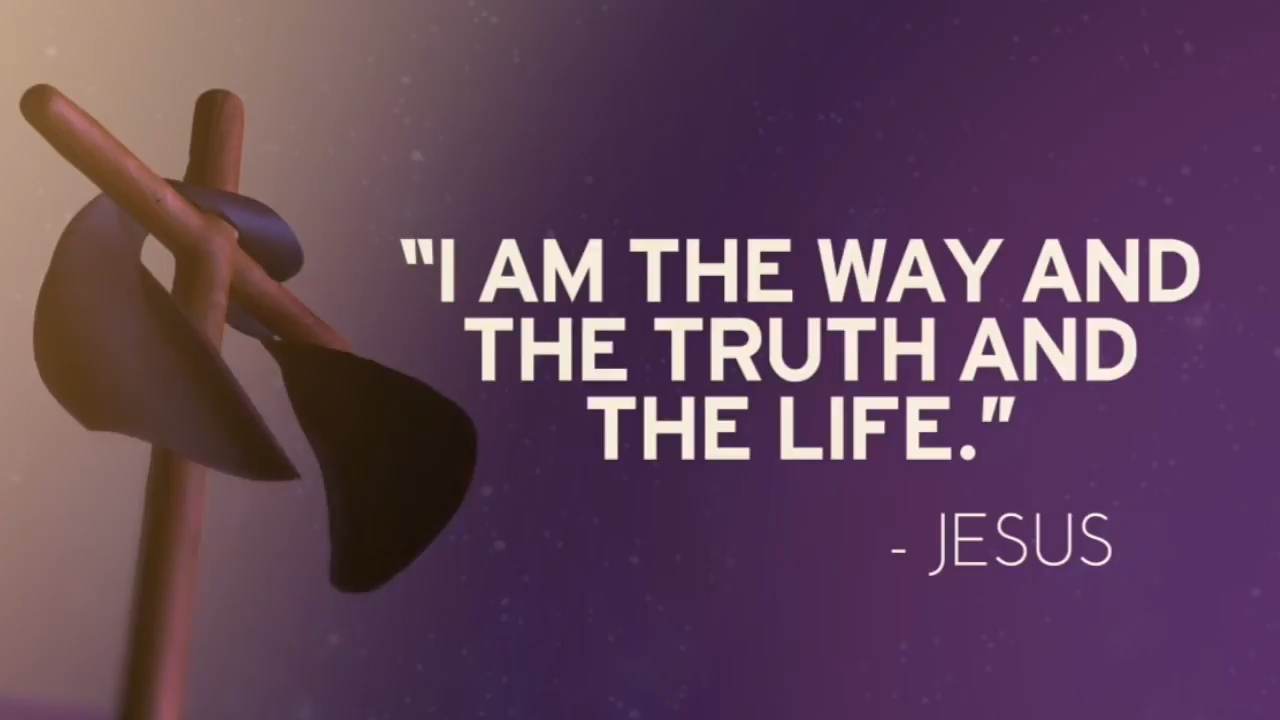 "I AM THE WAY AND
THE TRUTH AND
THE LIFE."
- JESUS